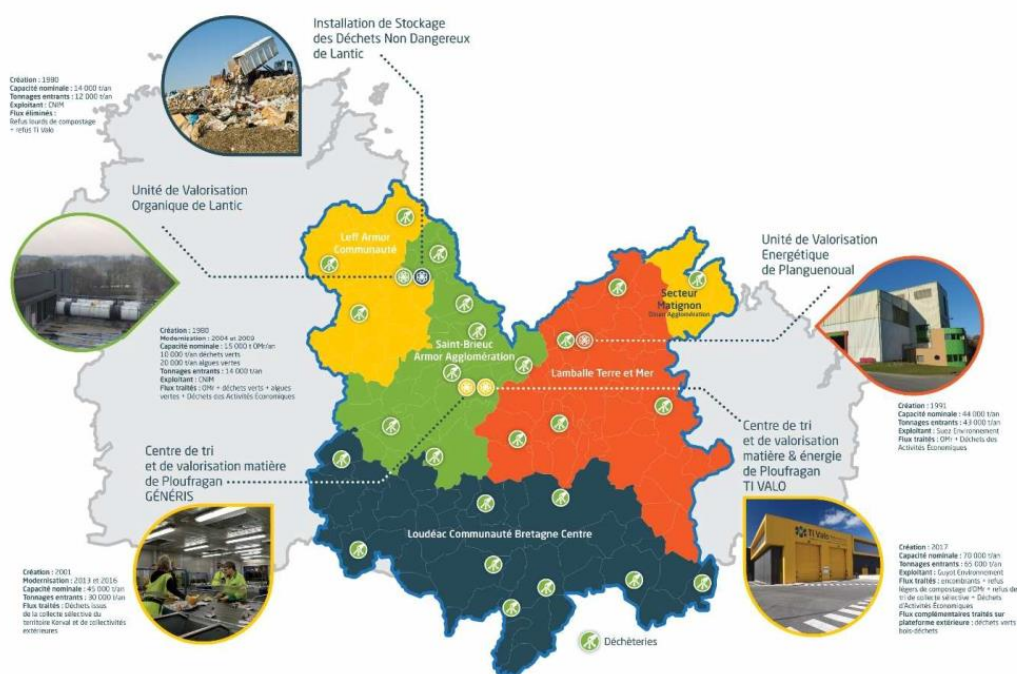 Installation de Stockage
des Déchets Non Dangereux
de Lantic
Création : 1980
Capacité nominale : 14 000 t/an
Tonnages entrants : 12 000 t/an
Exploitant : CNIM
Flux éliminés :
Refus lourds de compostage
+ refus TI Valo
Unité de Valorisation
Organique de Lantic
Création : 1980
Modernisation : 2004 et 2009
Capacité nominale : 15 000 t OMr/an
10 000 t/an déchets verts
20 000 t/an algues vertes
Tonnages entrants : 14 000 t/an
Exploitant : CNIM
Flux traités : OMr + déchets verts + algues
vertes + Déchets des Activités Économiques
Leff Armor
Communauté
Saint-Brieuc
Armor Agglomération
Secteur
Matignon
Dinan Agglomération
Lamballe Terre et Mer
Loudéac Communauté Bretagne Centre
Unité de Valorisation
Energétique
de Planguenoual
Création : 1991
Capacité nominale : 44 000 t/an
Tonnages entrants : 43 000 t/an
Exploitant : Suez Environnement
Flux traités : OMr + Déchets des
Activités Économiques
Centre de tri
et de valorisation matière
de Ploufragan
GÉNÉRIS
Création : 2001
Modernisation : 2013 et 2016
Capacité nominale : 45 000 t/an
Tonnages entrants : 30 000 t/an
Flux traités : Déchets issus
de la collecte sélective du
territoire Kerval et de collectivités
extérieures
Centre de tri
et de valorisation
matière & énergie
de Ploufragan
TI VALO
Ti Valo
Création : 2017
Capacité nominale : 70 000 t/an
Tonnages entrants : 65 000 t/an
Exploitant : Guyot Environnement
Flux traités : encombrants + refus
légers de compostage d'OMr + refus de
tri de collecte sélective + Déchets
d'Activités Économiques
Flux complémentaires traités sur
plateforme extérieure : déchets verts
bois-déchets
Déchèteries